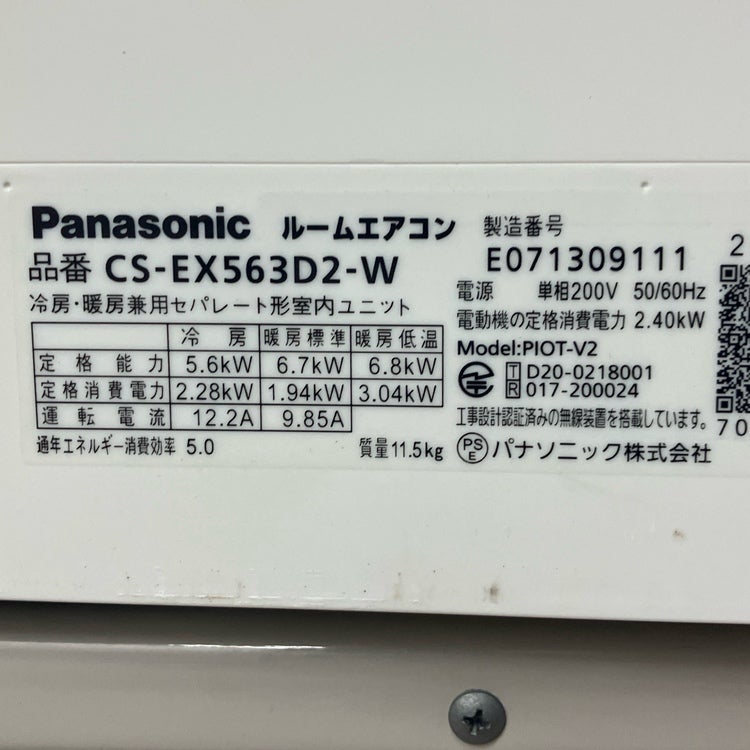 Panasonic ルームエアコン
品番 CS-EX563D2-W
冷房・暖房兼用セパレート形室内ユニット
冷房 暖房標準 暖房低温
定格能力 5.6kW 6.7kW 6.8kW
定格消費電力 2.28kW 1.94kW 3.04kW
運転電流 12.2A 9.85A
通年エネルギー消費効率 5.0 質量11.5kg
製造番号
E071309111
電源 単相200V 50/60Hz
電動機の定格消費電力 2.40kW
Model:PIOT-V2
T D20-0218001
R 017-200024
工事設計認証済みの無線装置を搭載しています。
PSE パナソニック株式会社
2
70